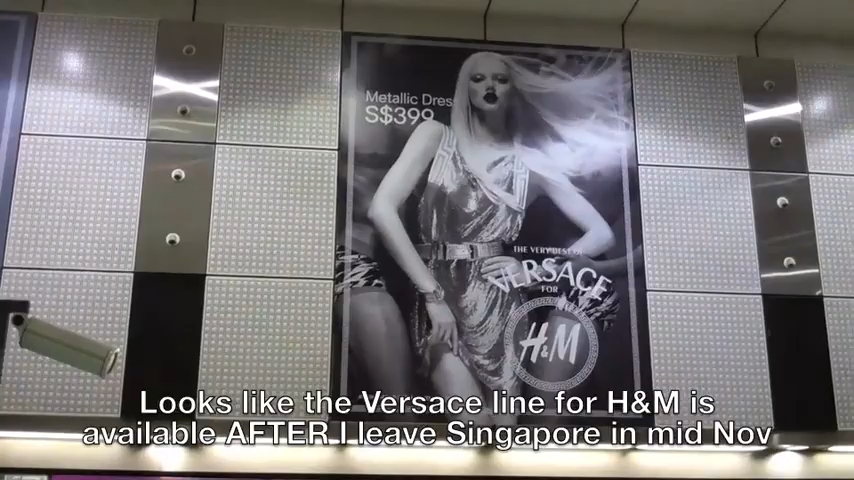 Metallic Dres
S$399
THE VERY BEST OF
VERSACE
FOR
H&M
Looks like the Versace line for H&M is
available AFTER I leave Singapore in mid Nov